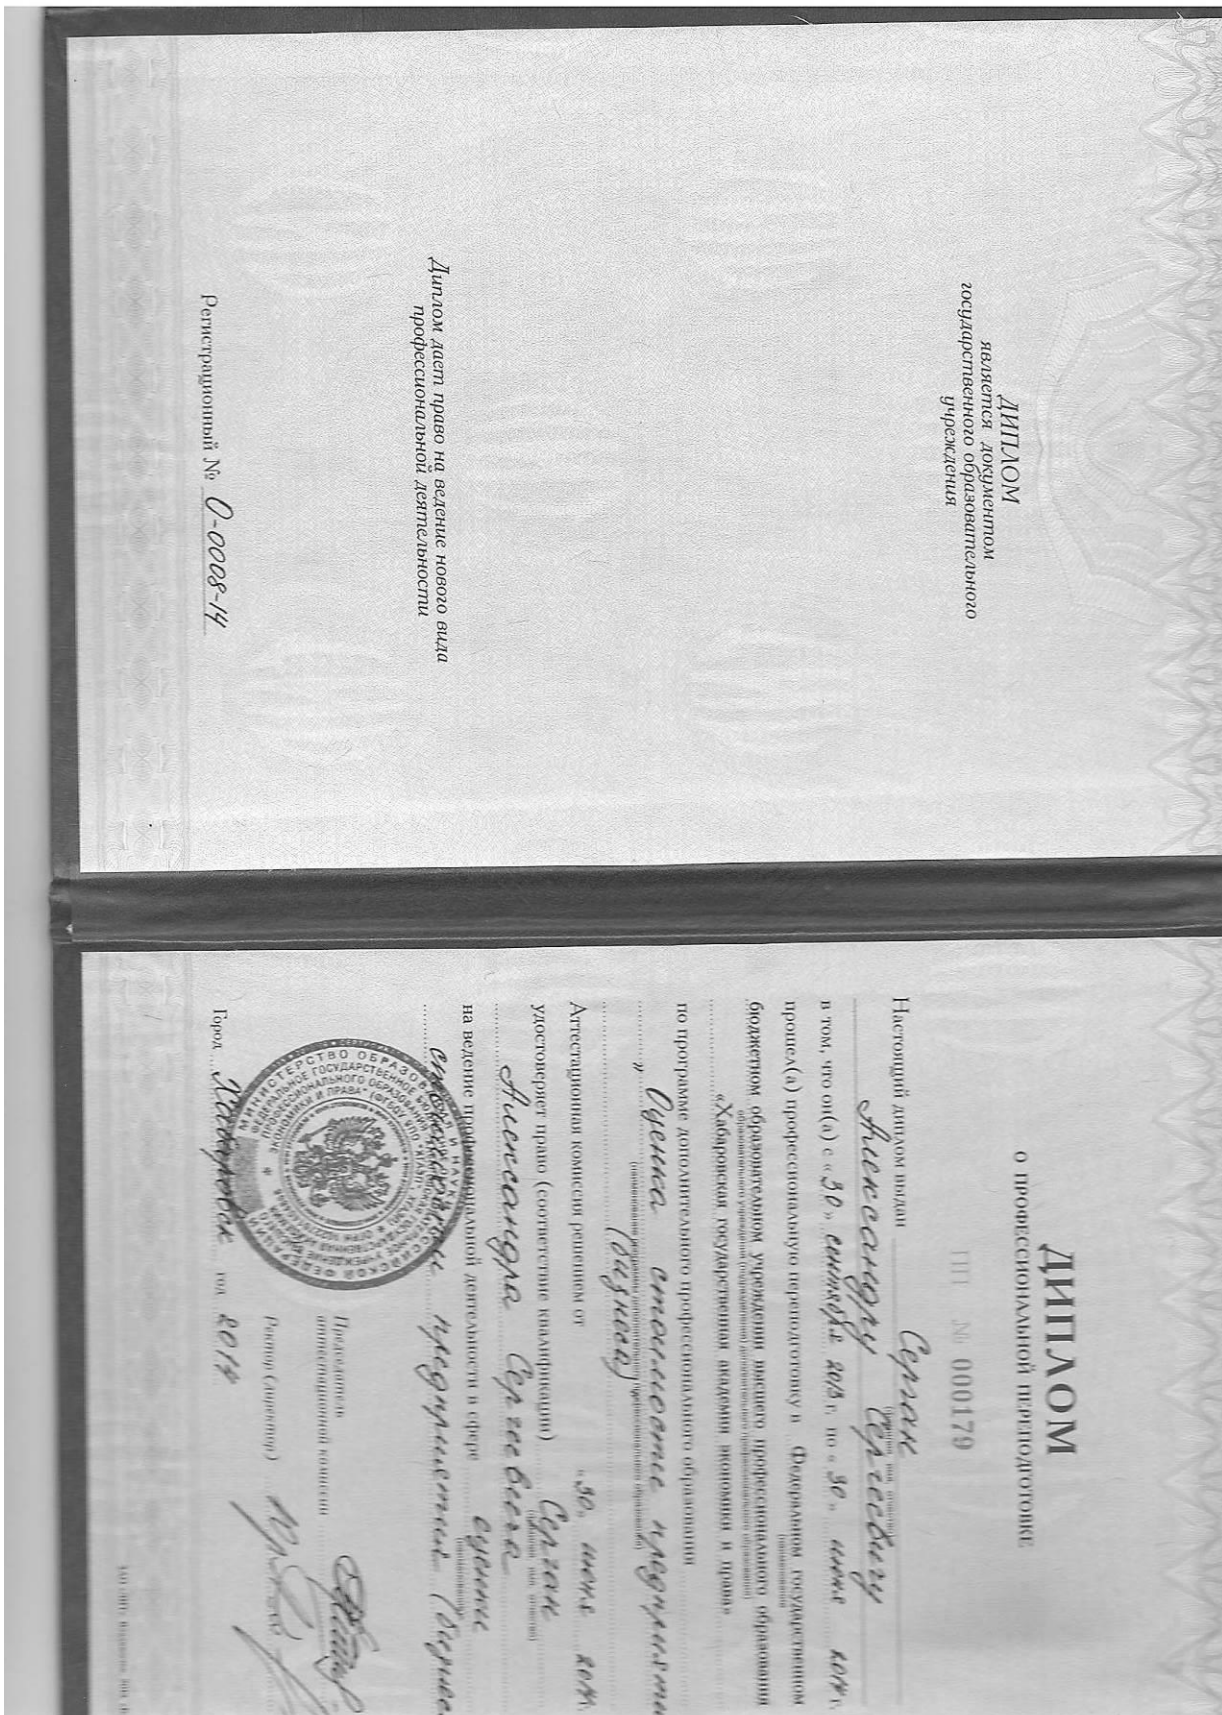 ДИПЛОМ
является документом
государственного образовательного
учреждения
Диплом дает право на ведение нового вида
профессиональной деятельности
Регистрационный № 0-0008-14
ДИПЛОМ
О ПРОФЕССИОНАЛЬНОЙ ПЕРЕПОДГОТОВКЕ
ПП № 000179
Настоящий диплом выдан Сергак
Александру Сергеевичу
в том, что он(а) с «30» сентября 2013 г. по «30» июня 2014 г.
прошел(а) профессиональную переподготовку в Федеральном государственном
бюджетном образовательном учреждении высшего профессионального образования
«Хабаровская государственная академия экономики и права»
по программе дополнительного профессионального образования
„Оценка стоимости предприятия
(бизнеса)
Аттестационная комиссия решением от «30» июня 2014
удостоверяет право (соответствие квалификации) Сергак
Александра Сергеевича
на ведение профессиональной деятельности в сфере оценки
стоимости предприятия (бизнеса
Председатель
аттестационной комиссии
Ректор (директор)
Город Хабаровск год 2014